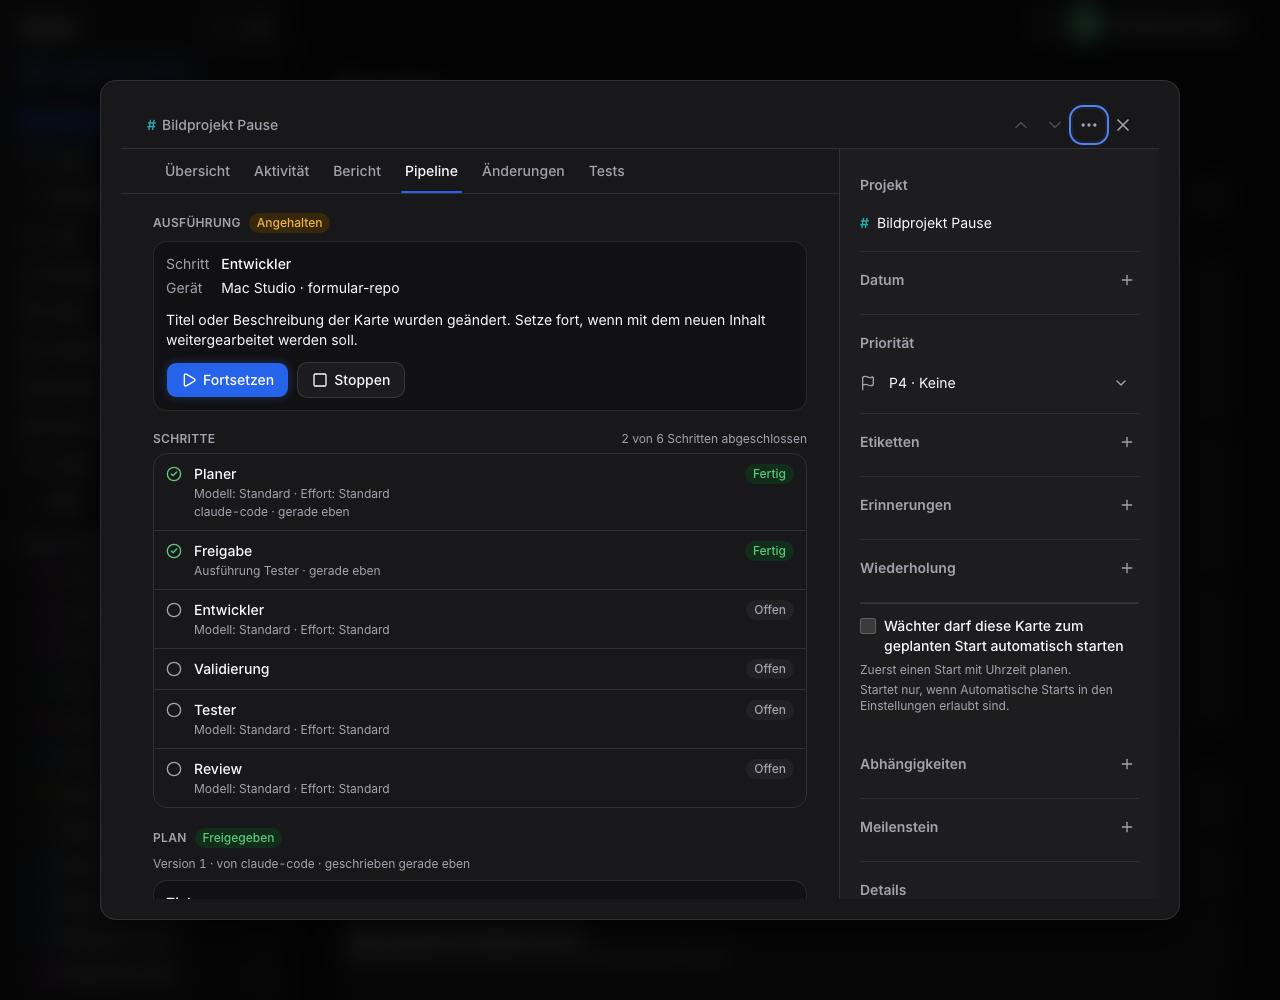 # Bildprojekt Pause
Übersicht Aktivität Bericht Pipeline Änderungen Tests
AUSFÜHRUNG Angehalten
Schritt Entwickler
Gerät Mac Studio · formular-repo
Titel oder Beschreibung der Karte wurden geändert. Setze fort, wenn mit dem neuen Inhalt
weitergearbeitet werden soll.
Fortsetzen Stoppen
SCHRITTE 2 von 6 Schritten abgeschlossen
Planer Fertig
Modell: Standard · Effort: Standard
claude-code · gerade eben
Freigabe Fertig
Ausführung Tester · gerade eben
Entwickler Offen
Modell: Standard · Effort: Standard
Validierung Offen
Tester Offen
Modell: Standard · Effort: Standard
Review Offen
Modell: Standard · Effort: Standard
PLAN Freigegeben
Version 1 · von claude-code · geschrieben gerade eben
Projekt
# Bildprojekt Pause
Datum
Priorität
P4 · Keine
Etiketten
Erinnerungen
Wiederholung
Wächter darf diese Karte zum
geplanten Start automatisch starten
Zuerst einen Start mit Uhrzeit planen.
Startet nur, wenn Automatische Starts in den
Einstellungen erlaubt sind.
Abhängigkeiten
Meilenstein
Details